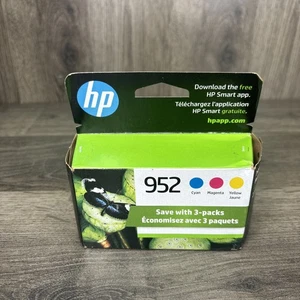 hp
Download the free
HP Smart app.
Téléchargez l'application
HP Smart gratuite.
hpapp.com
952
Cyan
Magenta
Yellow
Jaune
Save with 3-packs
Économisez avec 3 paquets